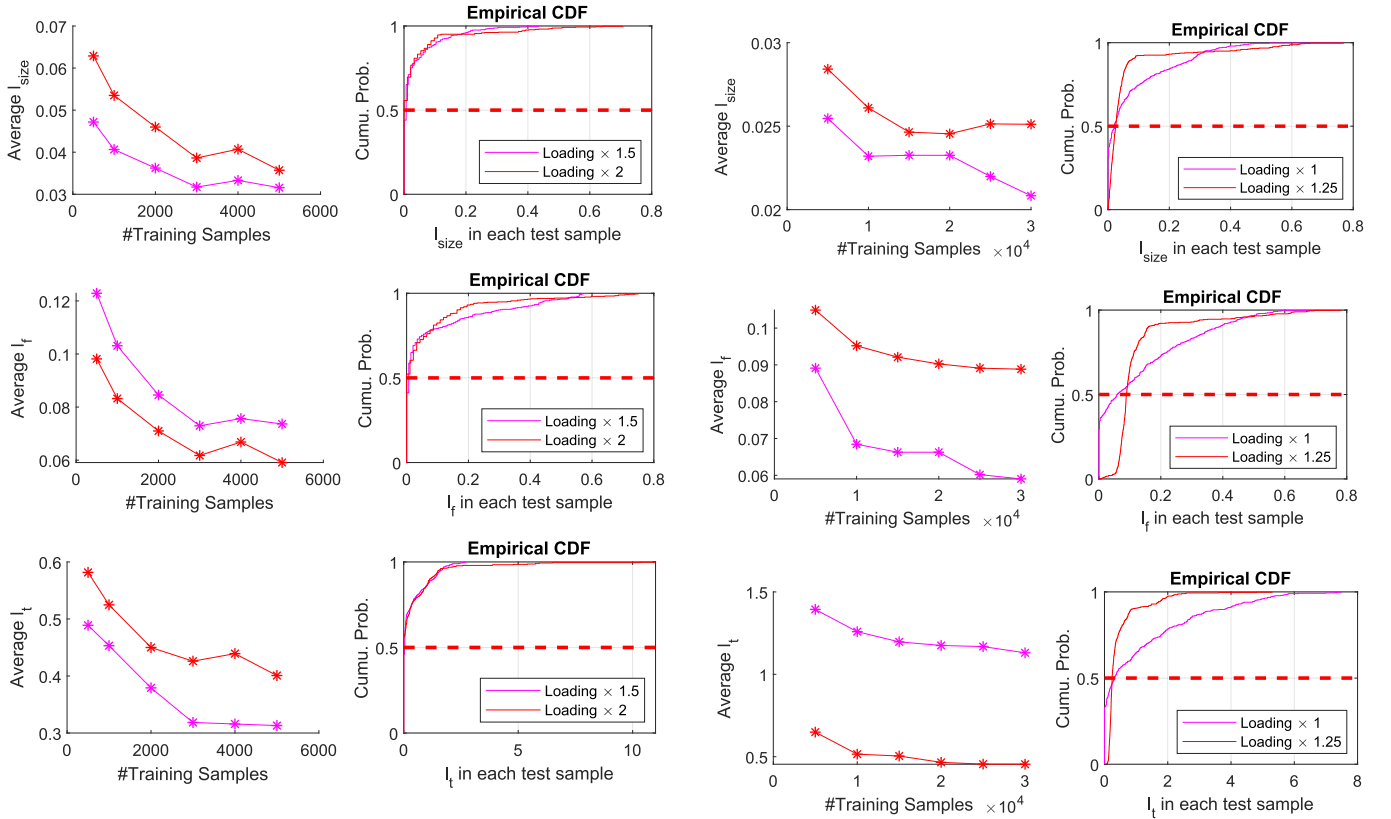 Empirical CDF
0.07
0.06
0.05
0.04
0.03
Average I_size
0
2000
4000
6000
#Training Samples
1
0.5
0
Cumu. Prob.
Loading × 1.5
Loading × 2
0
0.2
0.4
0.6
0.8
I_size in each test sample
Empirical CDF
0.03
0.025
0.02
Average I_size
0
1
2
3
#Training Samples ×10^4
1
0.5
0
Cumu. Prob.
Loading × 1
Loading × 1.25
0
0.2
0.4
0.6
0.8
I_size in each test sample
Empirical CDF
0.12
0.1
0.08
0.06
Average I_f
0
2000
4000
6000
#Training Samples
1
0.5
0
Cumu. Prob.
Loading × 1.5
Loading × 2
0
0.2
0.4
0.6
0.8
I_f in each test sample
Empirical CDF
0.1
0.09
0.08
0.07
0.06
Average I_f
0
1
2
3
#Training Samples ×10^4
1
0.5
0
Cumu. Prob.
Loading × 1
Loading × 1.25
0
0.2
0.4
0.6
0.8
I_f in each test sample
Empirical CDF
0.6
0.5
0.4
0.3
Average I_t
0
2000
4000
6000
#Training Samples
1
0.5
0
Cumu. Prob.
Loading × 1.5
Loading × 2
0
5
10
I_t in each test sample
Empirical CDF
1.5
1
0.5
Average I_t
0
1
2
3
#Training Samples ×10^4
1
0.5
0
Cumu. Prob.
Loading × 1
Loading × 1.25
0
2
4
6
8
I_t in each test sample